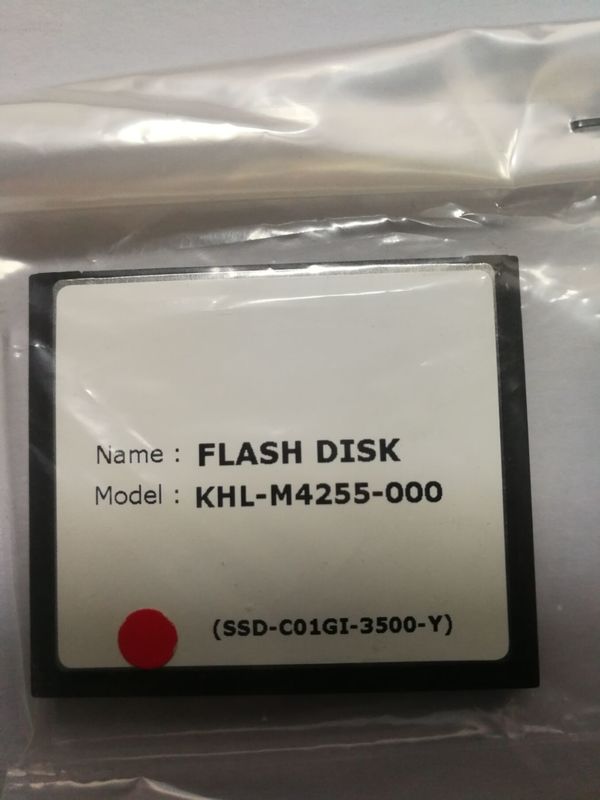 Name : FLASH DISK
Model : KHL-M4255-000
(SSD-C01GI-3500-Y)